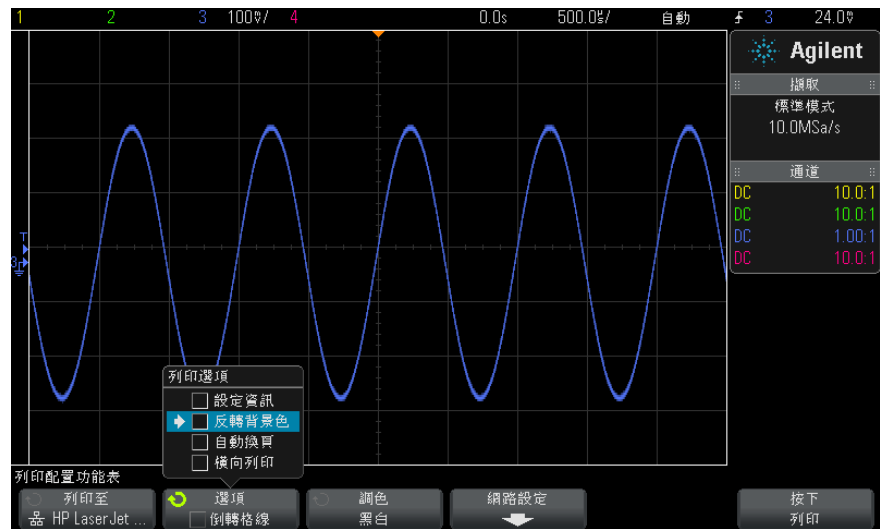 1 2 3 100mV/ 4 0.0s 500.0us/ 自動 3 24.0V
Agilent
擷取
標準模式
10.0MSa/s
通道
DC 10.0:1
DC 10.0:1
DC 1.00:1
DC 10.0:1
T
3
列印選項
設定資訊
反轉背景色
自動換頁
橫向列印
列印配置功能表
列印至
HP LaserJet ...
選項
倒轉格線
調色
黑白
網路設定
按下
列印